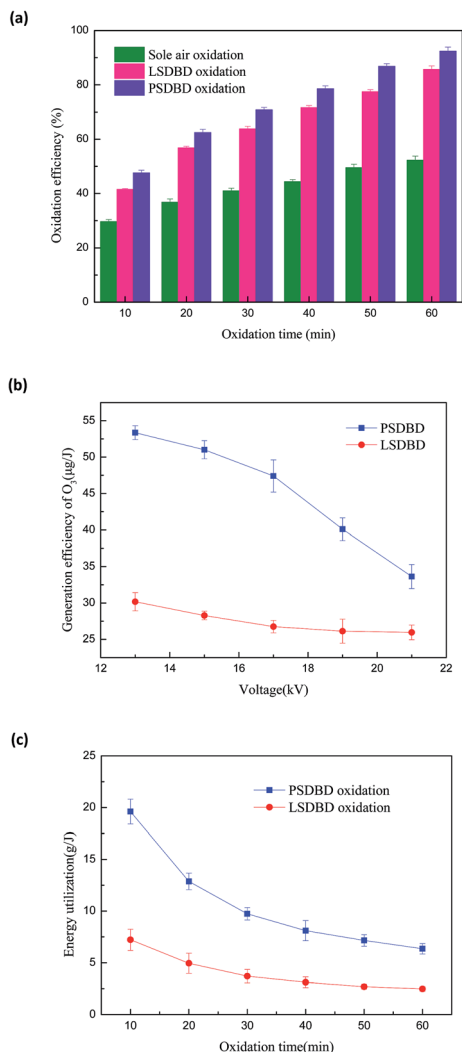 (a)
Sole air oxidation
LSDBD oxidation
PSDBD oxidation
Oxidation efficiency (%)
100
80
60
40
20
0
10 20 30 40 50 60
Oxidation time (min)
(b)
PSDBD
LSDBD
Generation efficiency of O₃(μg/J)
55
50
45
40
35
30
25
12 14 16 18 20 22
Voltage(kV)
(c)
PSDBD oxidation
LSDBD oxidation
Energy utilization(g/J)
25
20
15
10
5
0
10 20 30 40 50 60
Oxidation time(min)